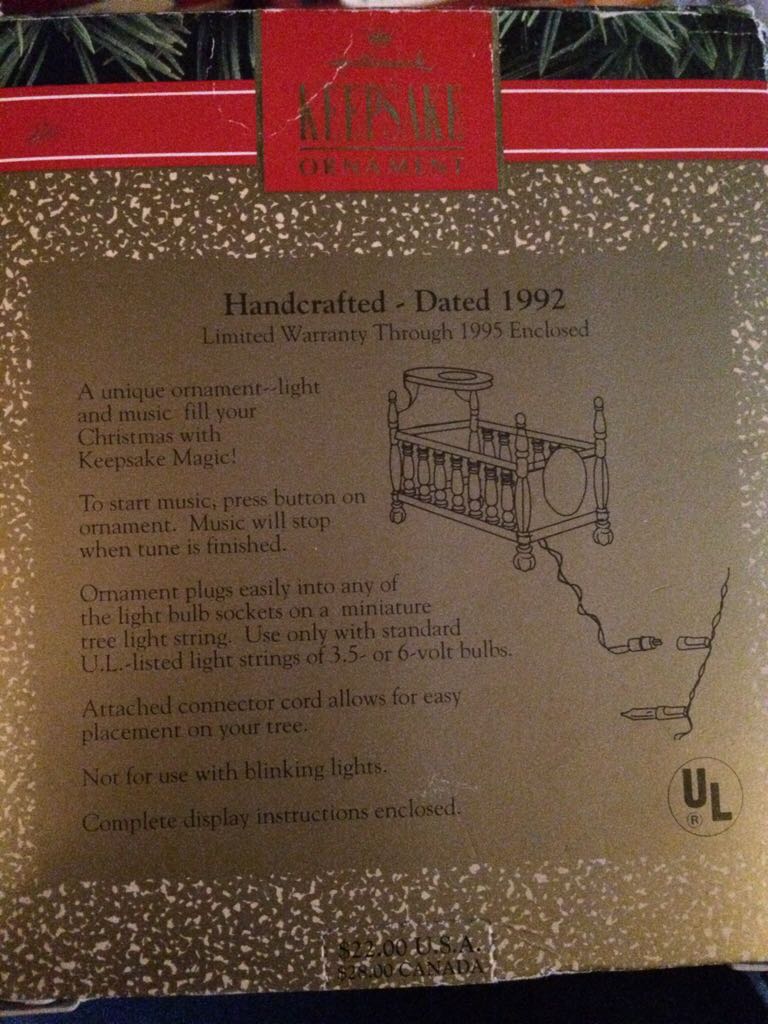 Hallmark
KEEPSAKE
ORNAMENT
Handcrafted - Dated 1992
Limited Warranty Through 1995 Enclosed
A unique ornament--light
and music fill your
Christmas with
Keepsake Magic!
To start music, press button on
ornament. Music will stop
when tune is finished.
Ornament plugs easily into any of
the light bulb sockets on a miniature
tree light string. Use only with standard
U.L.-listed light strings of 3.5- or 6-volt bulbs.
Attached connector cord allows for easy
placement on your tree.
Not for use with blinking lights.
Complete display instructions enclosed.
UL
®
$22.00 U.S.A.
$28.00 CANADA